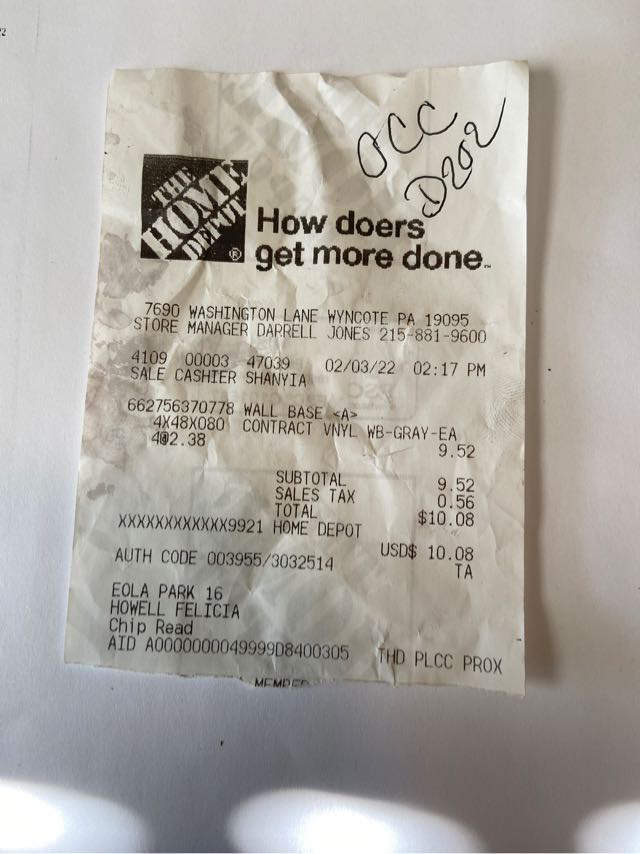 OCC
D202
THE
HOME
DEPOT
®
How doers
get more done™
7690 WASHINGTON LANE WYNCOTE PA 19095
STORE MANAGER DARRELL JONES 215-881-9600
4109 00003 47039 02/03/22 02:17 PM
SALE CASHIER SHANYIA
662756370778 WALL BASE <A>
4X48X080 CONTRACT VNYL WB-GRAY-EA
4@2.38 9.52
SUBTOTAL 9.52
SALES TAX 0.56
TOTAL $10.08
XXXXXXXXXXXX9921 HOME DEPOT
USD$ 10.08
AUTH CODE 003955/3032514 TA
EOLA PARK 16
HOWELL FELICIA
Chip Read
AID A0000000049999D8400305 THD PLCC PROX